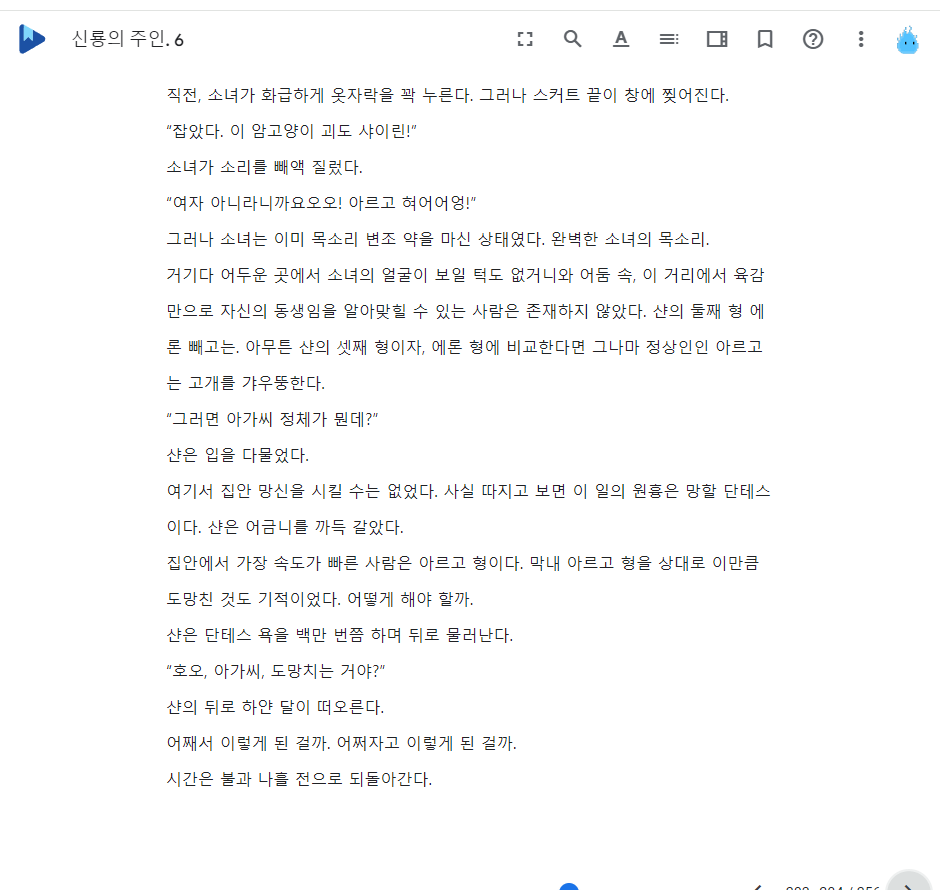 신룡의 주인. 6
직전, 소녀가 화급하게 옷자락을 꽉 누른다. 그러나 스커트 끝이 창에 찢어진다.
“잡았다. 이 암고양이 괴도 샤이린!”
소녀가 소리를 빼액 질렀다.
“여자 아니라니까요오오! 아르고 혀어어엉!”
그러나 소녀는 이미 목소리 변조 약을 마신 상태였다. 완벽한 소녀의 목소리.
거기다 어두운 곳에서 소녀의 얼굴이 보일 턱도 없거니와 어둠 속, 이 거리에서 육감
만으로 자신의 동생임을 알아맞힐 수 있는 사람은 존재하지 않았다. 샨의 둘째 형 에
론 빼고는. 아무튼 샨의 셋째 형이자, 에론 형에 비교한다면 그나마 정상인인 아르고
는 고개를 갸우뚱한다.
“그러면 아가씨 정체가 뭔데?”
샨은 입을 다물었다.
여기서 집안 망신을 시킬 수는 없었다. 사실 따지고 보면 이 일의 원흉은 망할 단테스
이다. 샨은 어금니를 까득 갈았다.
집안에서 가장 속도가 빠른 사람은 아르고 형이다. 막내 아르고 형을 상대로 이만큼
도망친 것도 기적이었다. 어떻게 해야 할까.
샨은 단테스 욕을 백만 번쯤 하며 뒤로 물러난다.
“호오, 아가씨, 도망치는 거야?”
샨의 뒤로 하얀 달이 떠오른다.
어째서 이렇게 된 걸까. 어쩌자고 이렇게 된 걸까.
시간은 불과 나흘 전으로 되돌아간다.